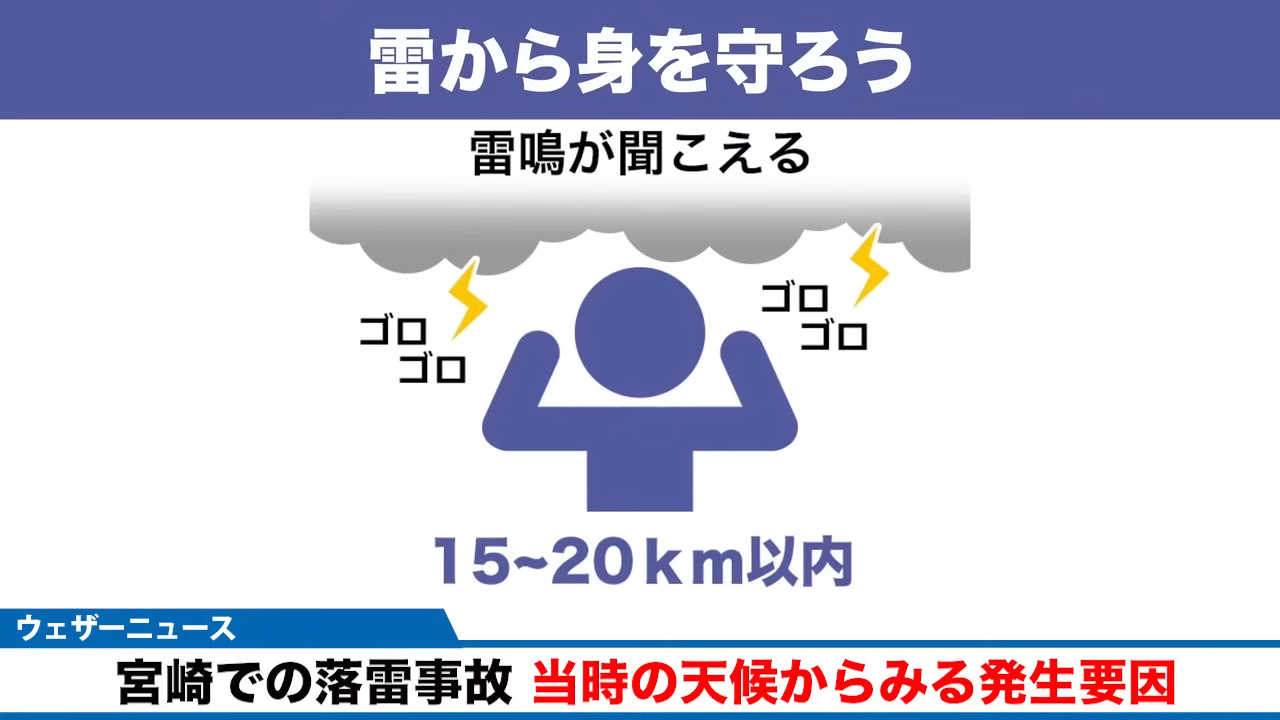 雷から身を守ろう
雷鳴が聞こえる
ゴロ
ゴロ
ゴロ
ゴロ
15~20km以内
ウェザーニュース
宮崎での落雷事故 当時の天候からみる発生要因